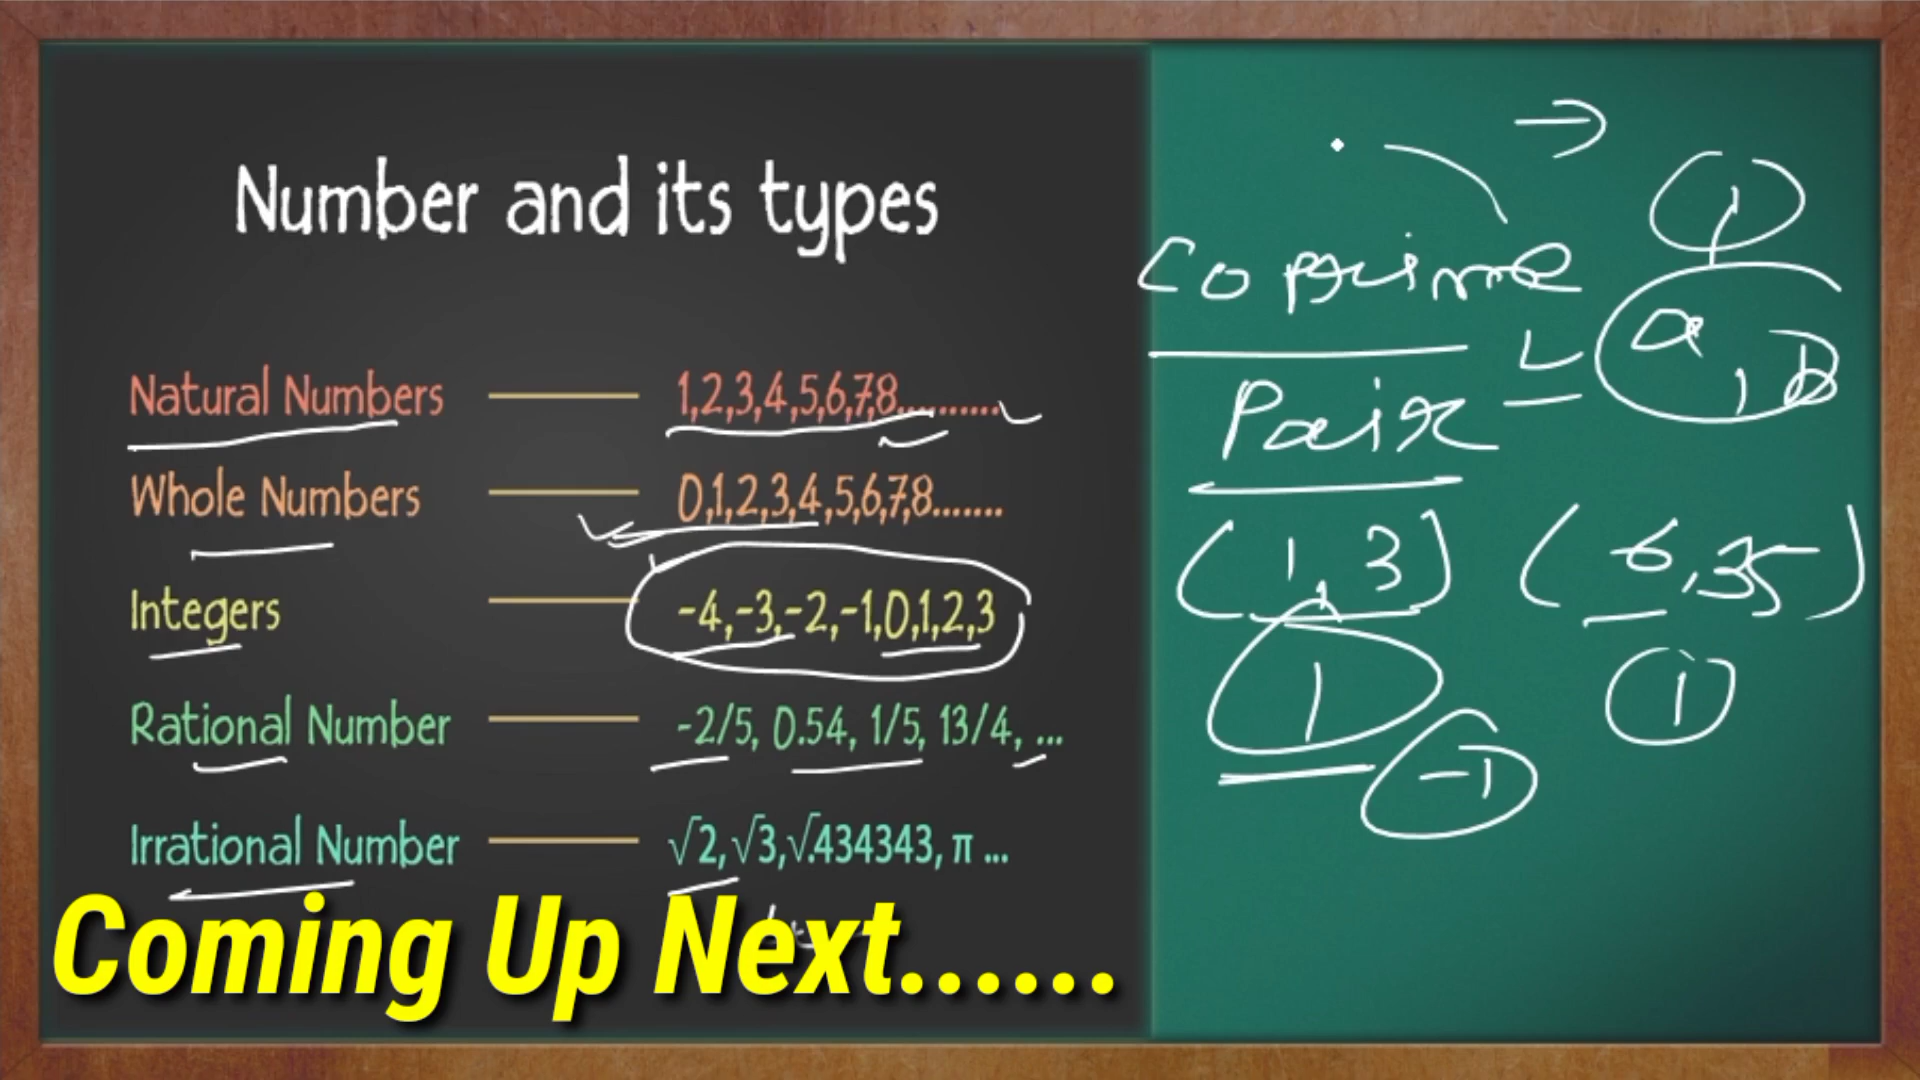 Number and its types
Natural Numbers 1,2,3,4,5,6,7,8..........
Whole Numbers 0,1,2,3,4,5,6,7,8.......
Integers -4,-3,-2,-1,0,1,2,3
Rational Number -2/5, 0.54, 1/5, 13/4, ...
Irrational Number √2, √3,√.434343, π ...
Coming Up Next......
→
1
Coprime
a, b
Pair
(1, 3) (6, 35)
1 1
-1